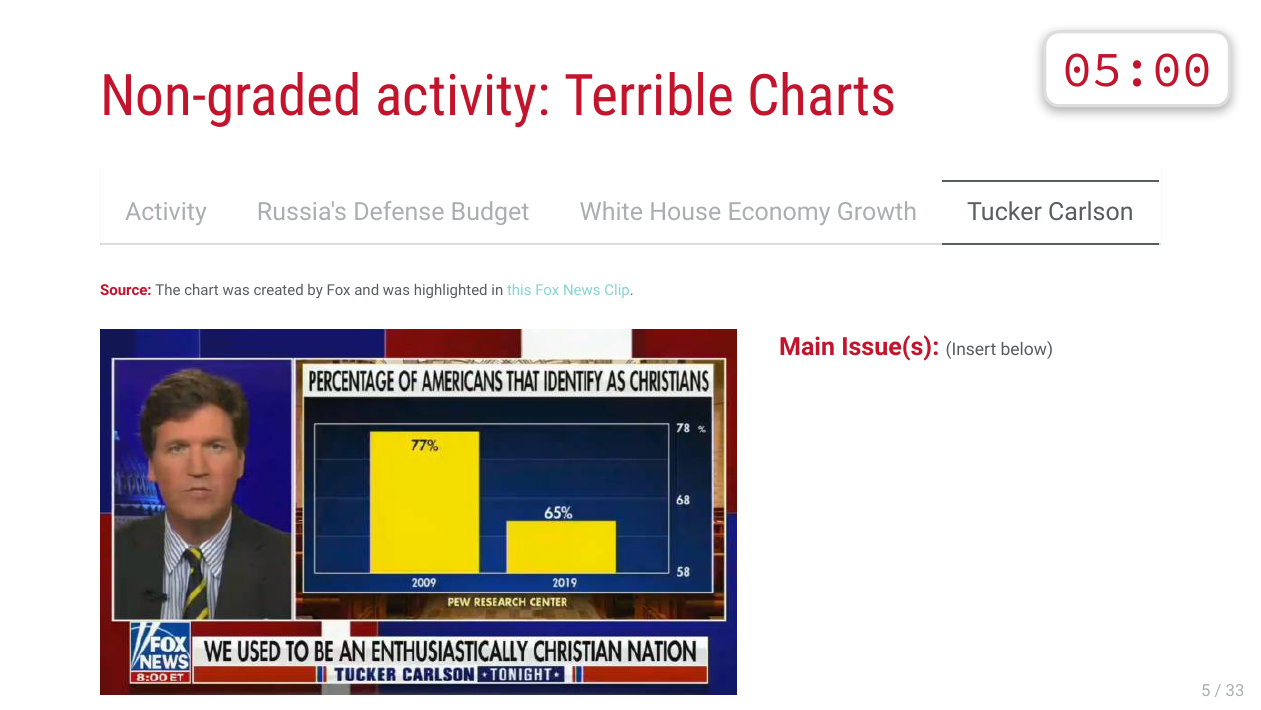 Non-graded activity: Terrible Charts
05:00
Activity
Russia's Defense Budget
White House Economy Growth
Tucker Carlson
Source: The chart was created by Fox and was highlighted in this Fox News Clip.
Main Issue(s): (Insert below)
PERCENTAGE OF AMERICANS THAT IDENTIFY AS CHRISTIANS
78 %
77%
68
65%
58
2009
2019
PEW RESEARCH CENTER
FOX
NEWS
8:00 ET
WE USED TO BE AN ENTHUSIASTICALLY CHRISTIAN NATION
TUCKER CARLSON TONIGHT
5 / 33